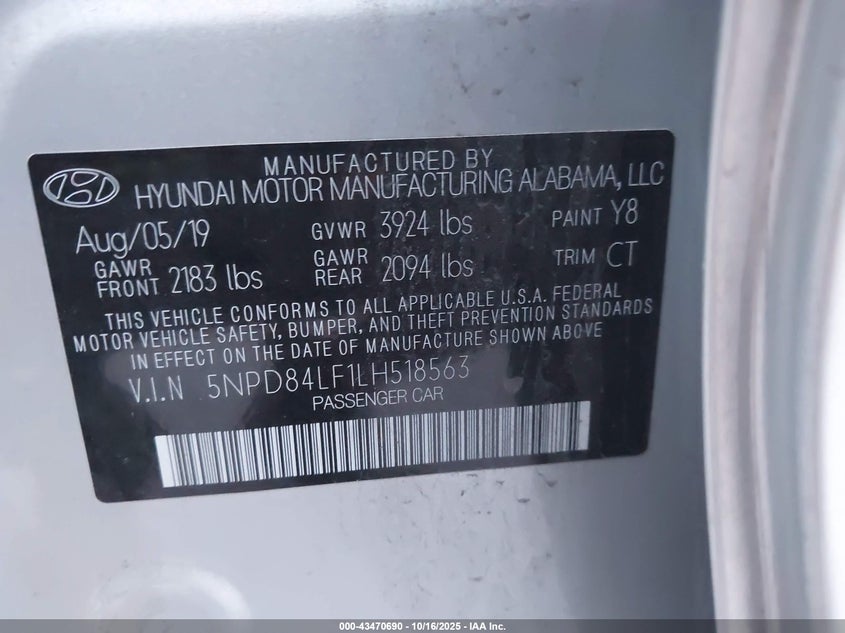 MANUFACTURED BY
HYUNDAI MOTOR MANUFACTURING ALABAMA, LLC
Aug/05/19 GVWR 3924 lbs PAINT Y8
GAWR FRONT 2183 lbs GAWR REAR 2094 lbs TRIM CT
THIS VEHICLE CONFORMS TO ALL APPLICABLE U.S.A. FEDERAL
MOTOR VEHICLE SAFETY, BUMPER, AND THEFT PREVENTION STANDARDS
IN EFFECT ON THE DATE OF MANUFACTURE SHOWN ABOVE
V.I.N 5NPD84LF1LH518563
PASSENGER CAR
000-43470690 - 10/16/2025 - IAA Inc.